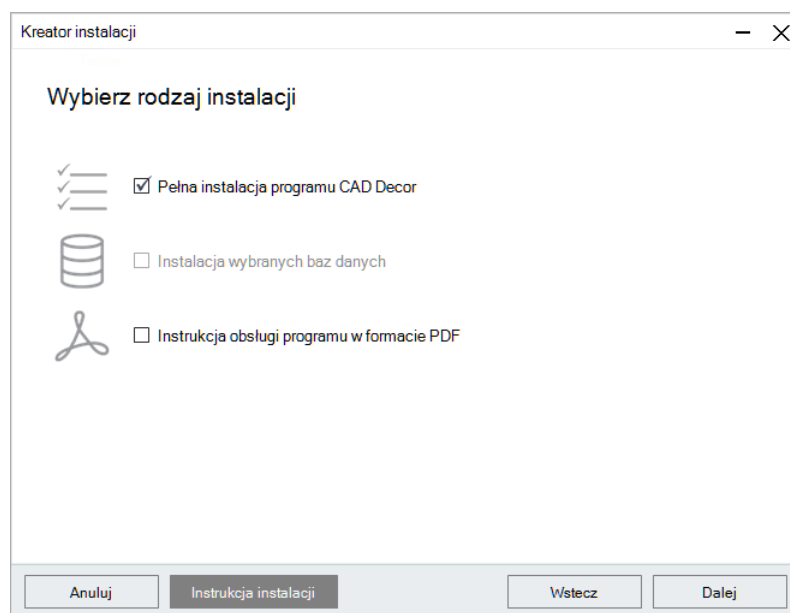 Kreator instalacji
Wybierz rodzaj instalacji
Pełna instalacja programu CAD Decor
Instalacja wybranych baz danych
Instrukcja obsługi programu w formacie PDF
Anuluj
Instrukcja instalacji
Wstecz
Dalej